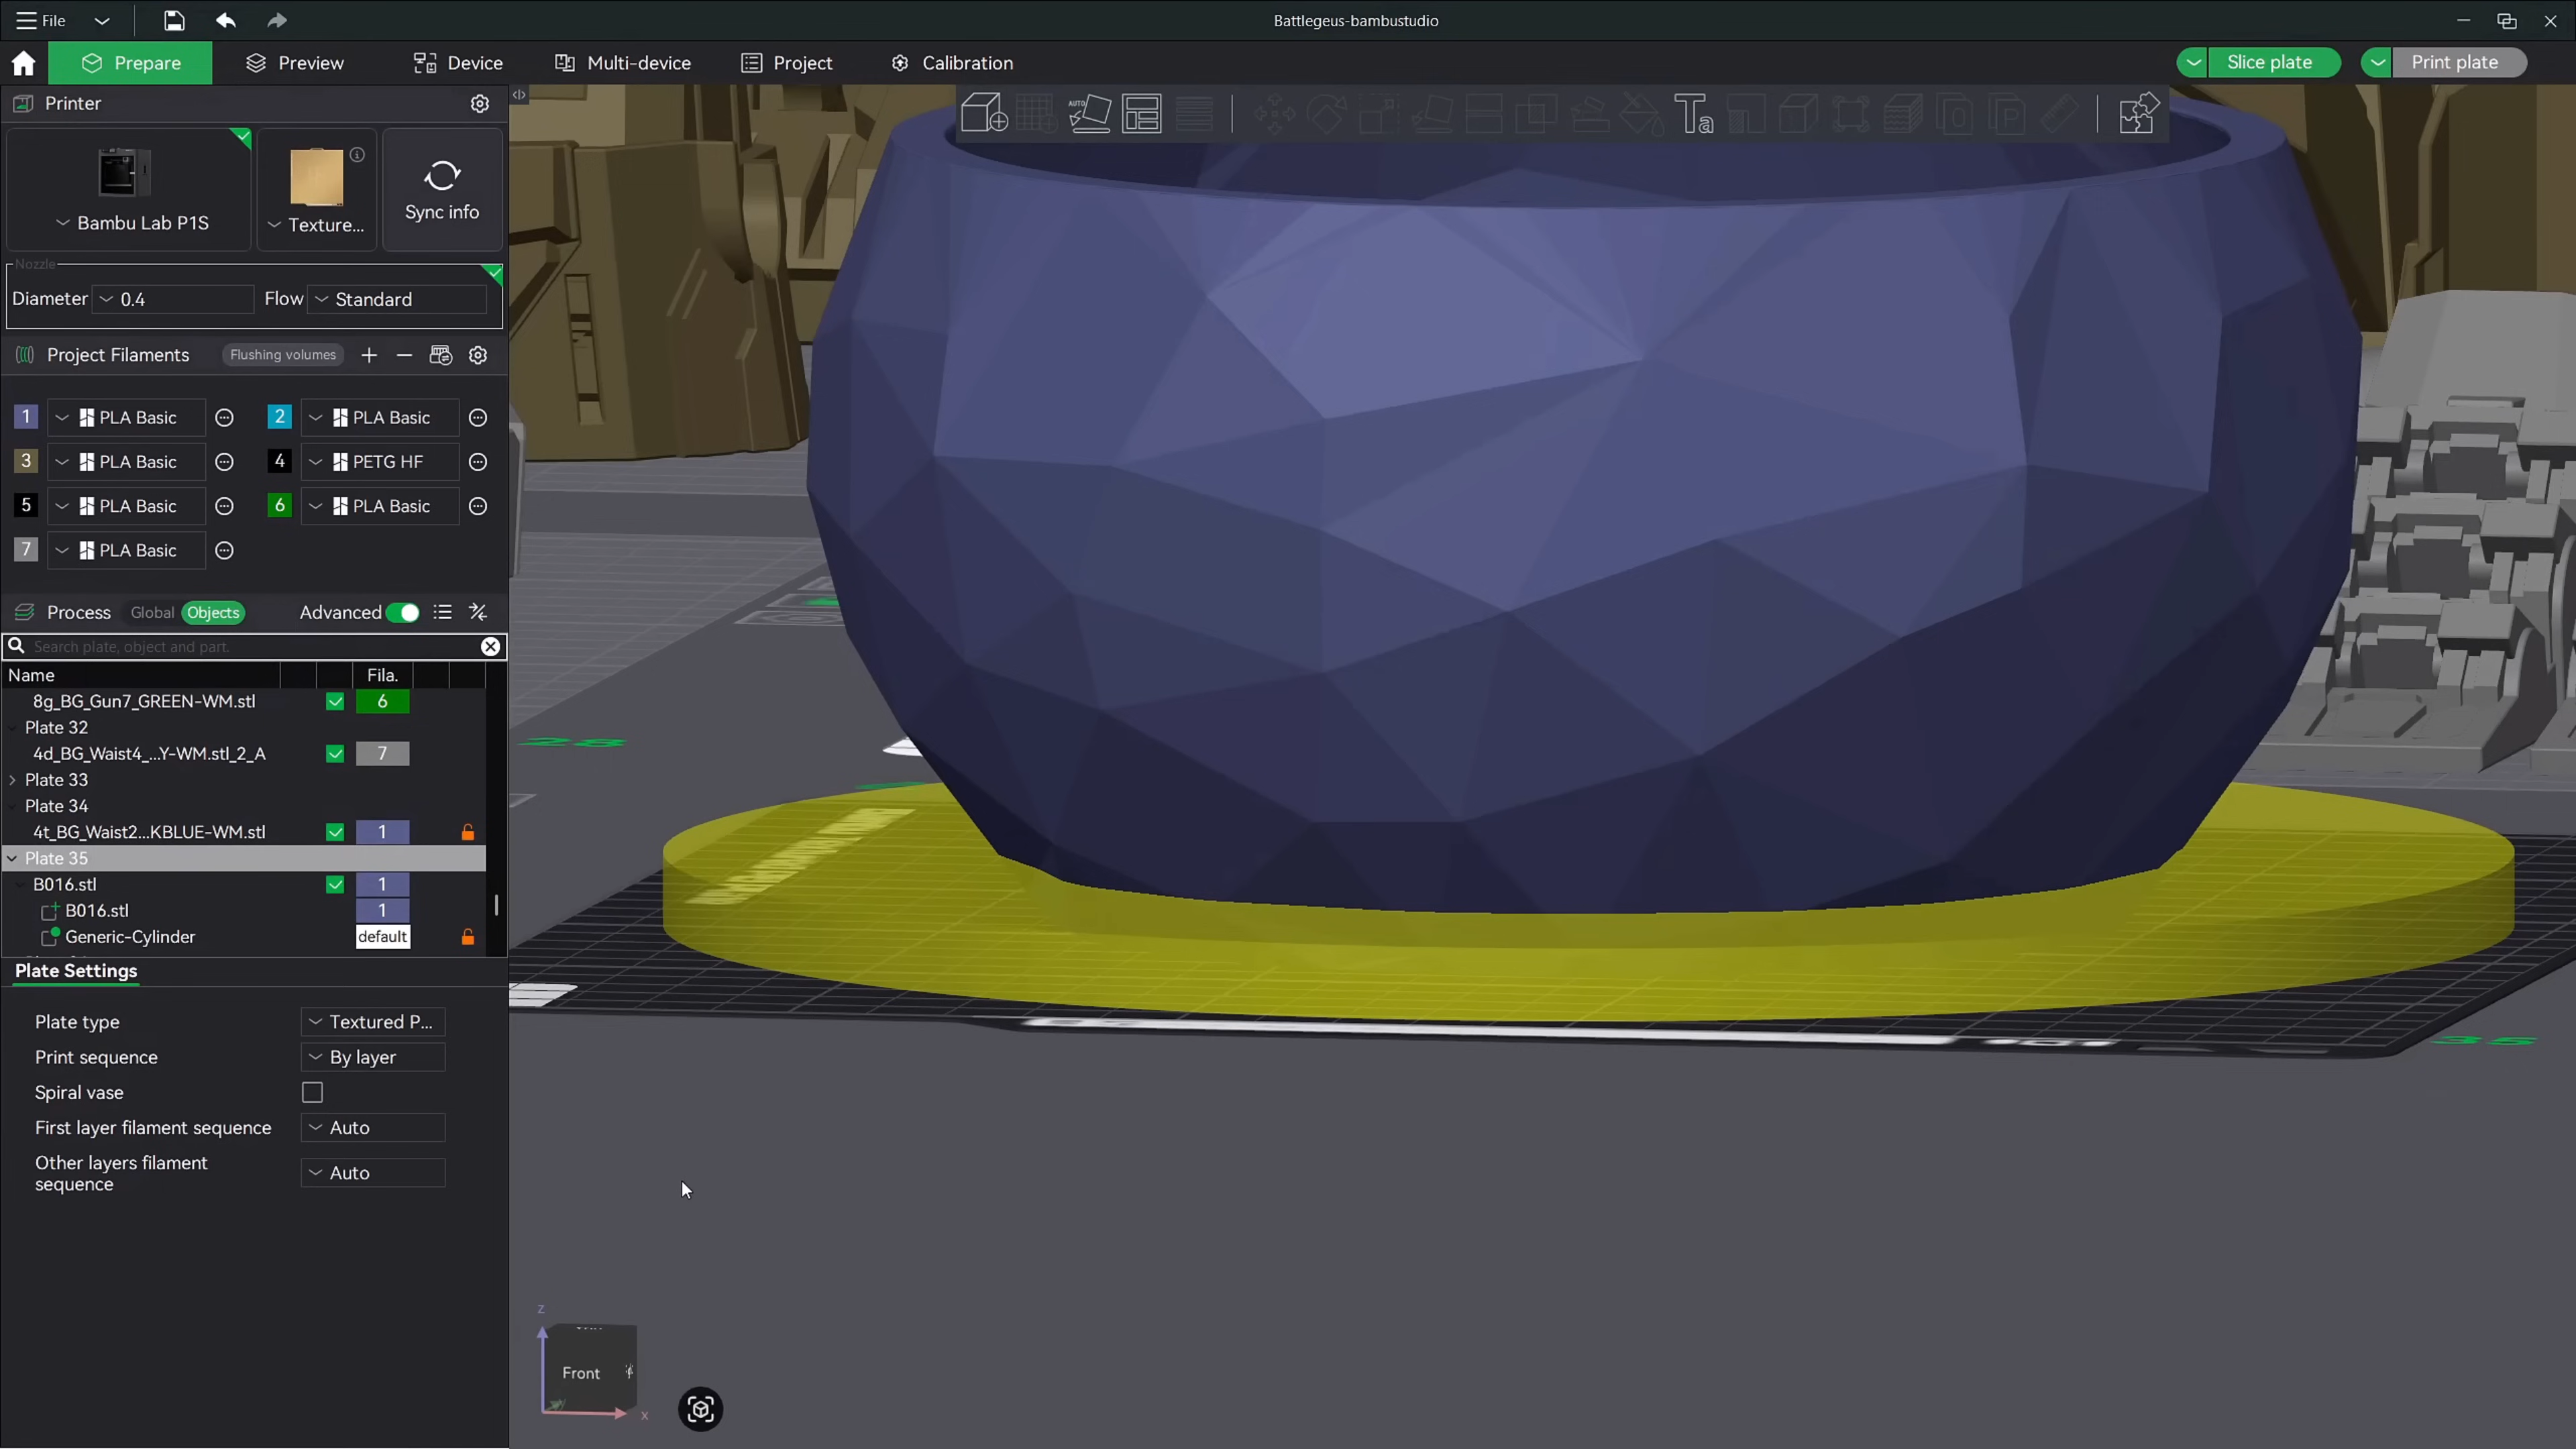 File
Battlegeus-bambustudio
Prepare
Preview
Device
Multi-device
Project
Calibration
Slice plate
Print plate
Printer
AUTO
Ta
Bambu Lab P1S
Texture...
Sync info
Nozzle
Diameter 0.4 Flow Standard
Project Filaments Flushing volumes
1 PLA Basic 2 PLA Basic
3 PLA Basic 4 PETG HF
5 PLA Basic 6 PLA Basic
7 PLA Basic
Process Global Objects Advanced
Search plate, object and part.
Name Fila.
8g_BG_Gun7_GREEN-WM.stl 6
Plate 32
4d_BG_Waist4_...Y-WM.stl_2_A 7
Plate 33
Plate 34
4t_BG_Waist2...KBLUE-WM.stl 1
Plate 35
B016.stl 1
B016.stl 1
Generic-Cylinder default
Plate Settings
Plate type Textured P...
Print sequence By layer
Spiral vase
First layer filament sequence Auto
Other layers filament
sequence Auto
28
35
z
Front
x